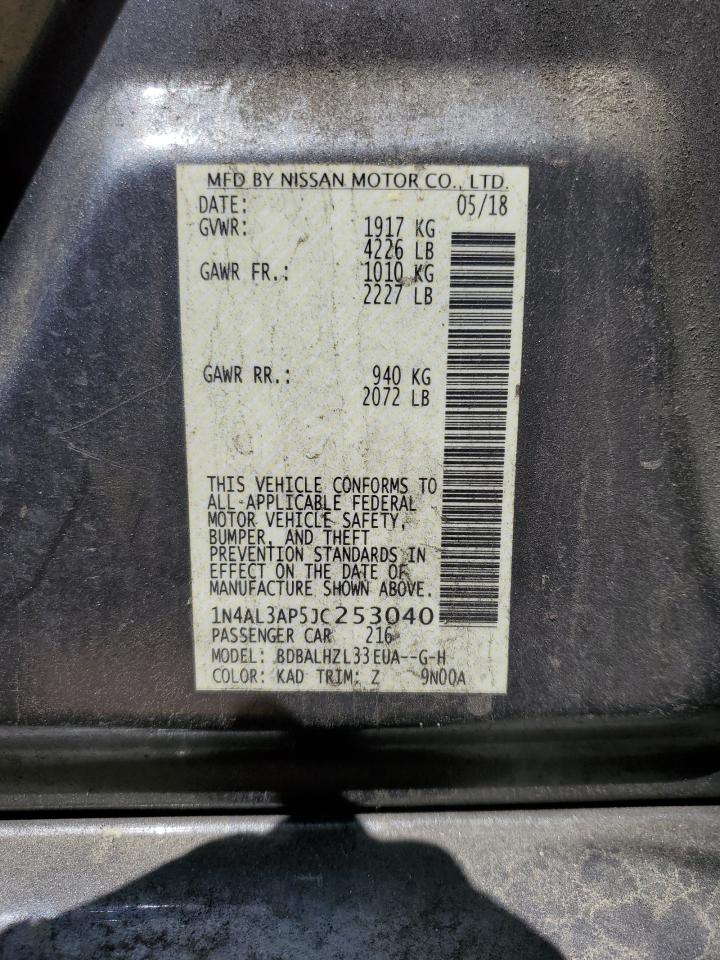 MFD BY NISSAN MOTOR CO., LTD.
DATE: 05/18
GVWR: 1917 KG
4226 LB
GAWR FR.: 1010 KG
2227 LB
GAWR RR.: 940 KG
2072 LB
THIS VEHICLE CONFORMS TO
ALL-APPLICABLE FEDERAL
MOTOR VEHICLE SAFETY,
BUMPER, AND THEFT
PREVENTION STANDARDS IN
EFFECT ON THE DATE OF
MANUFACTURE SHOWN ABOVE.
1N4AL3AP5JC253040
PASSENGER CAR 216
MODEL: BDBALHZL33EUA--G-H
COLOR: KAD TRIM: Z 9N00A